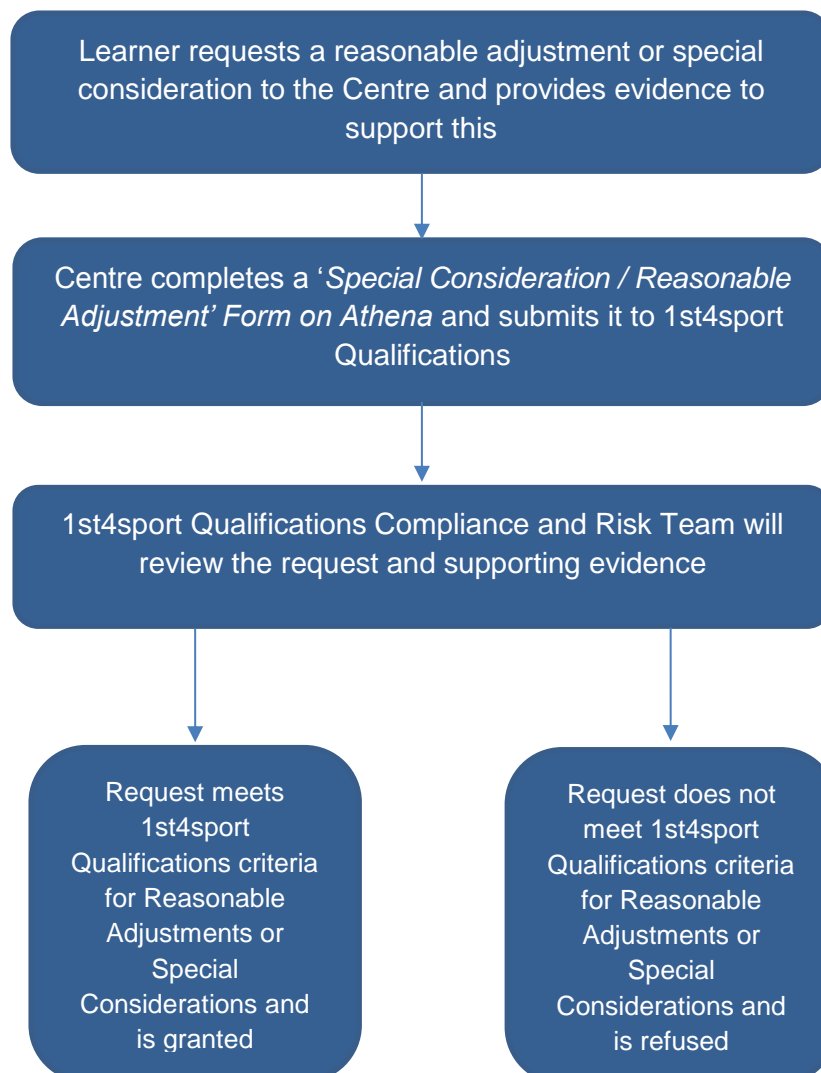 Learner requests a reasonable adjustment or special
consideration to the Centre and provides evidence to
support this
Centre completes a ‘Special Consideration / Reasonable
Adjustment’ Form on Athena and submits it to 1st4sport
Qualifications
1st4sport Qualifications Compliance and Risk Team will
review the request and supporting evidence
Request meets
1st4sport
Qualifications criteria
for Reasonable
Adjustments or
Special
Considerations and
is granted
Request does not
meet 1st4sport
Qualifications criteria
for Reasonable
Adjustments or
Special
Considerations and
is refused